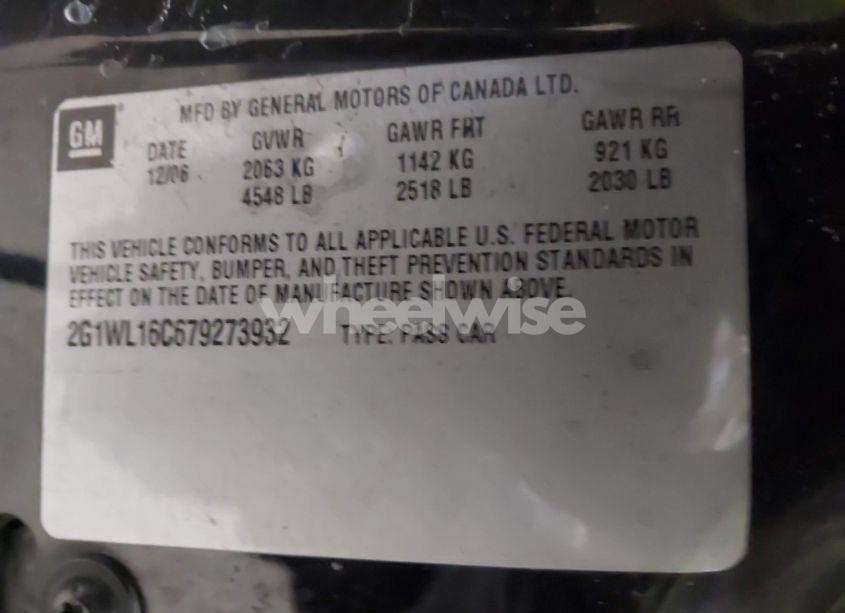 GM
MFD BY GENERAL MOTORS OF CANADA LTD.
DATE GVWR GAWR FRT GAWR RR
12/06 2063 KG 1142 KG 921 KG
4548 LB 2518 LB 2030 LB
THIS VEHICLE CONFORMS TO ALL APPLICABLE U.S. FEDERAL MOTOR
VEHICLE SAFETY, BUMPER, AND THEFT PREVENTION STANDARDS IN
EFFECT ON THE DATE OF MANUFACTURE SHOWN ABOVE.
2G1WL16C679273932 TYPE: PASS CAR
wheelwise